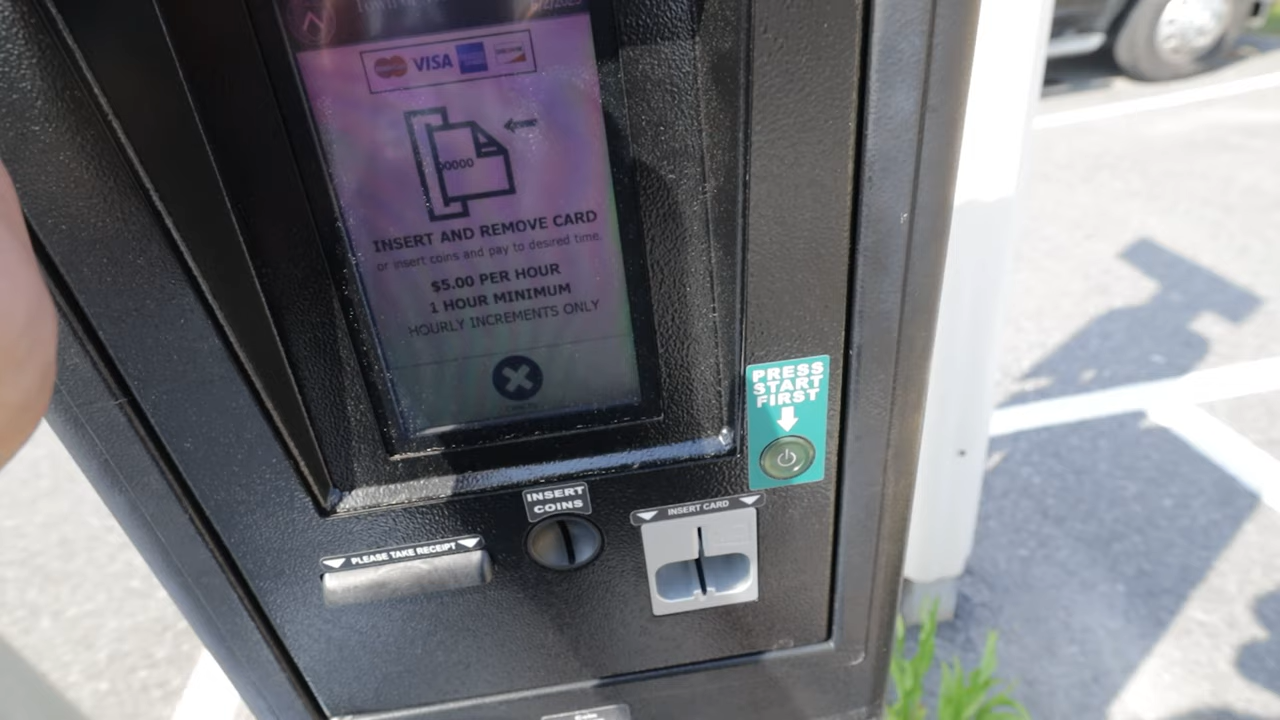 VISA
INSERT AND REMOVE CARD
or insert coins and pay to desired time.
$5.00 PER HOUR
1 HOUR MINIMUM
HOURLY INCREMENTS ONLY
PRESS
START
FIRST
INSERT
COINS
INSERT CARD
PLEASE TAKE RECEIPT